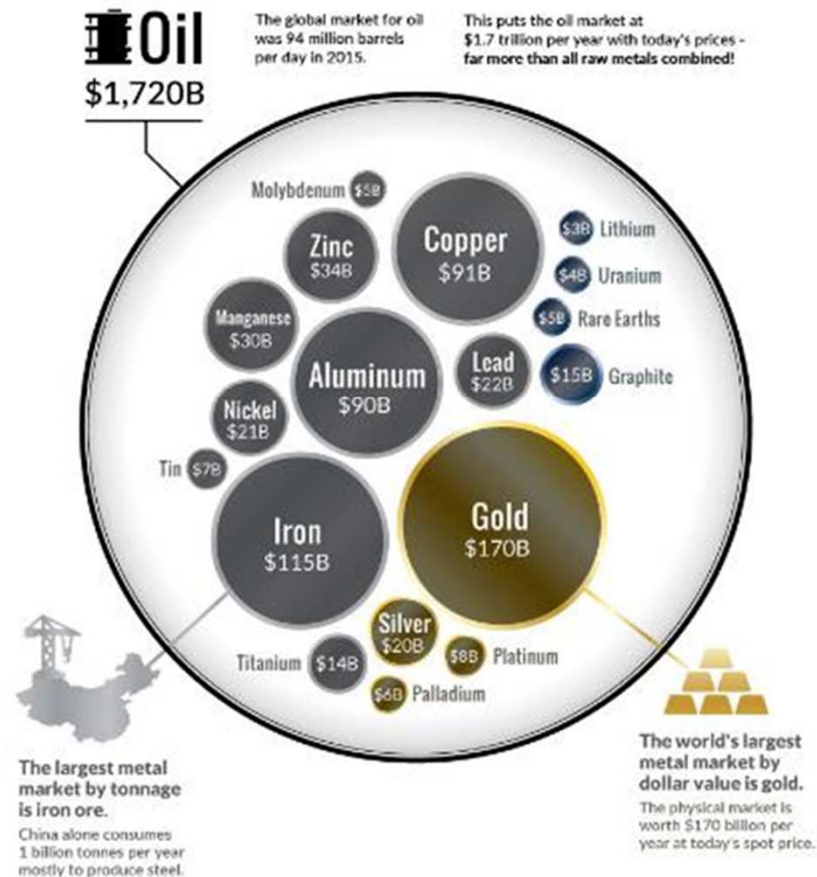 Oil
$1,720B
The global market for oil
was 94 million barrels
per day in 2015.
This puts the oil market at
$1.7 trillion per year with today's prices -
far more than all raw metals combined!
Molybdenum $5B
Zinc
$34B
Copper
$91B
$3B Lithium
$4B Uranium
$5B Rare Earths
Manganese
$30B
Aluminum
$90B
Lead
$22B
$15B Graphite
Nickel
$21B
Tin $7B
Iron
$115B
Gold
$170B
Silver
$20B
Titanium $14B
$8B Platinum
$6B Palladium
The largest metal
market by tonnage
is iron ore.
China alone consumes
1 billion tonnes per year
mostly to produce steel.
The world's largest
metal market by
dollar value is gold.
The physical market is
worth $170 billion per
year at today's spot price.